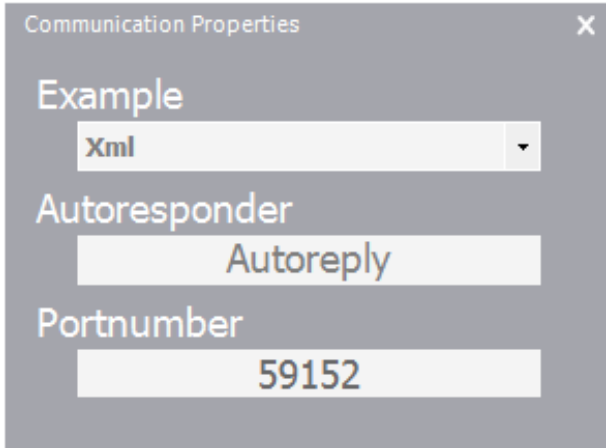 Communication Properties
Example
Xml
Autoresponder
Autoreply
Portnumber
59152